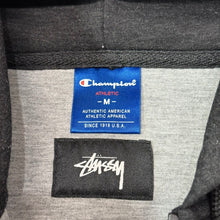 Champion
ATHLETIC
- M -
AUTHENTIC AMERICAN
ATHLETIC APPAREL
SINCE 1919 U.S.A.
Stüssy